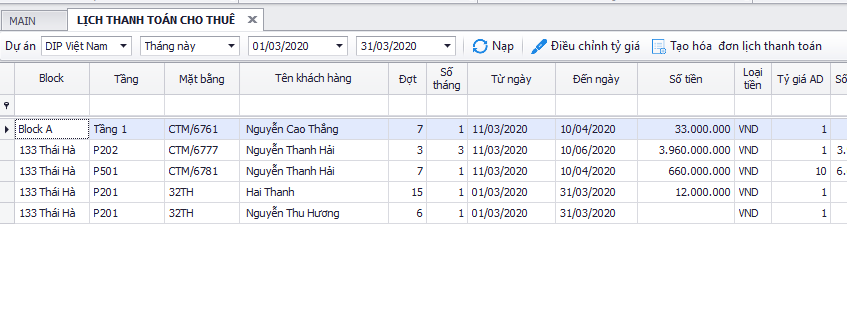 MAIN LỊCH THANH TOÁN CHO THUÊ
Dự án DIP Việt Nam Tháng này 01/03/2020 31/03/2020 Nạp Điều chỉnh tỷ giá Tạo hóa đơn lịch thanh toán
Block Tầng Mặt bằng Tên khách hàng Đợt Số tháng Từ ngày Đến ngày Số tiền Loại tiền Tỷ giá AD Số
Block A Tầng 1 CTM/6761 Nguyễn Cao Thắng 7 1 11/03/2020 10/04/2020 33.000.000 VND 1
133 Thái Hà P202 CTM/6777 Nguyễn Thanh Hải 3 3 11/03/2020 10/06/2020 3.960.000.000 VND 1 3.
133 Thái Hà P501 CTM/6781 Nguyễn Thanh Hải 7 1 11/03/2020 10/04/2020 660.000.000 VND 10 6.
133 Thái Hà P201 32TH Hai Thanh 15 1 01/03/2020 31/03/2020 12.000.000 VND 1
133 Thái Hà P201 32TH Nguyễn Thu Hương 6 1 01/03/2020 31/03/2020 VND 1